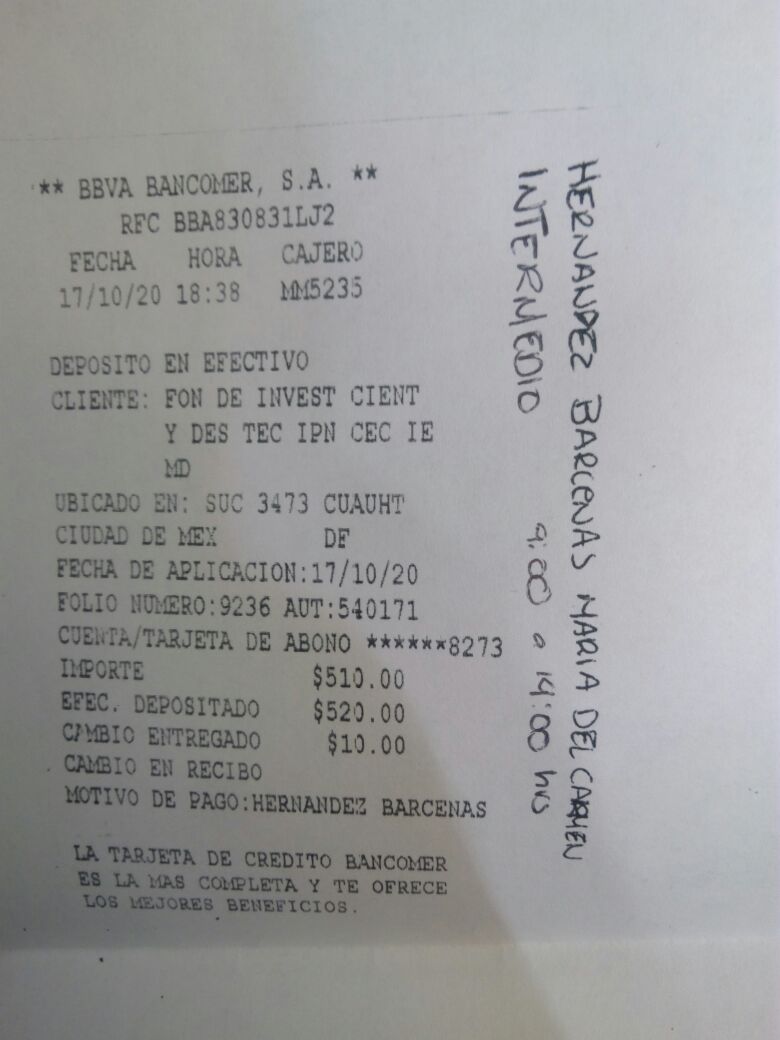 ** BBVA BANCOMER, S.A. **
RFC BBA830831LJ2
FECHA HORA CAJERO
17/10/20 18:38 MM5235
DEPOSITO EN EFECTIVO
CLIENTE: FON DE INVEST CIENT
Y DES TEC IPN CEC IE
MD
UBICADO EN: SUC 3473 CUAUHT
CIUDAD DE MEX DF
FECHA DE APLICACION:17/10/20
FOLIO NUMERO:9236 AUT:540171
CUENTA/TARJETA DE ABONO ******8273
IMPORTE $510.00
EFEC. DEPOSITADO $520.00
CAMBIO ENTREGADO $10.00
CAMBIO EN RECIBO
MOTIVO DE PAGO:HERNANDEZ BARCENAS
LA TARJETA DE CREDITO BANCOMER
ES LA MAS COMPLETA Y TE OFRECE
LOS MEJORES BENEFICIOS.
HERNANDEZ BARCENAS MARIA DEL CARMEN
INTERMEDIO 9:00 a 14:00 hrs